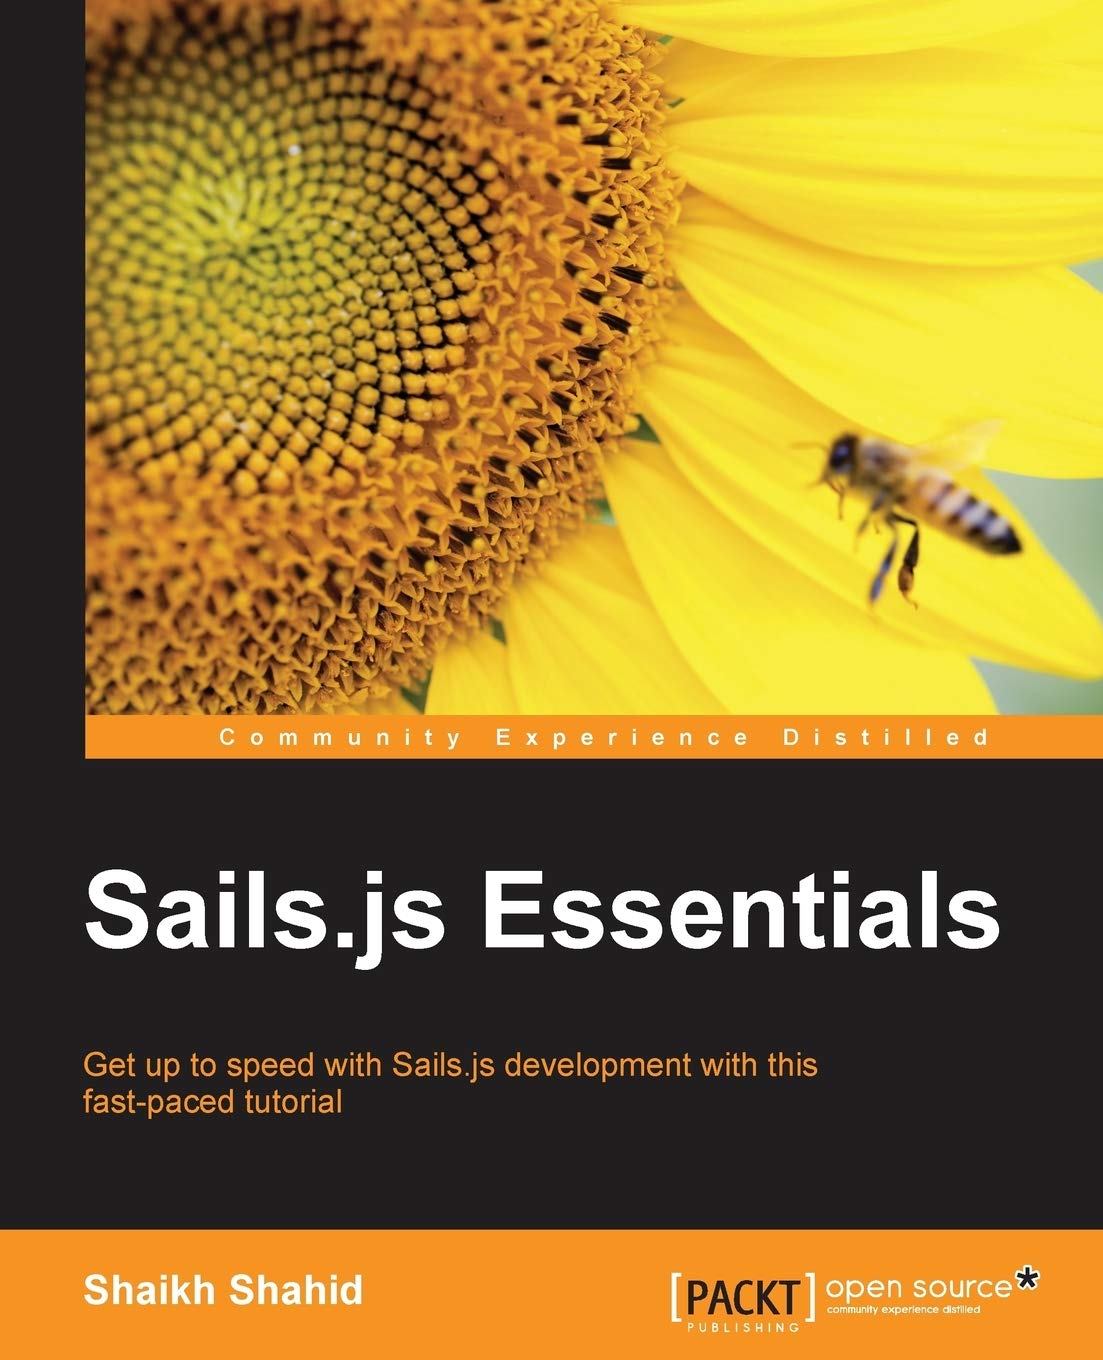 Community Experience Distilled
Sails.js Essentials
Get up to speed with Sails.js development with this
fast-paced tutorial
Shaikh Shahid
[PACKT]
PUBLISHING
open source*
community experience distilled